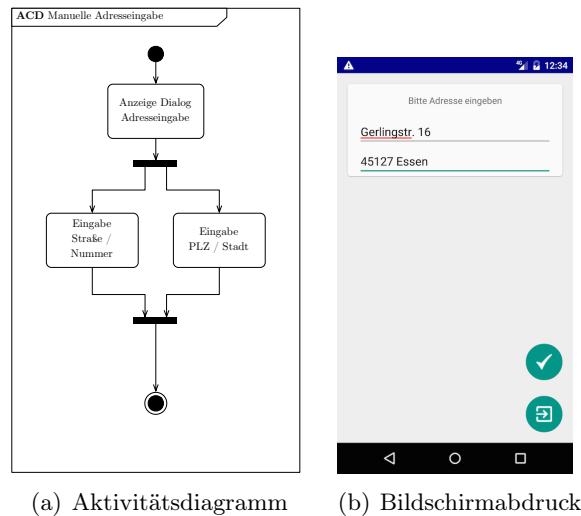 ACD Manuelle Adresseingabe
Anzeige Dialog
Adresseingabe
Eingabe
Straße /
Nummer
Eingabe
PLZ / Stadt
4G 12:34
Bitte Adresse eingeben
Gerlingstr. 16
45127 Essen
(a) Aktivitätsdiagramm
(b) Bildschirmabdruck